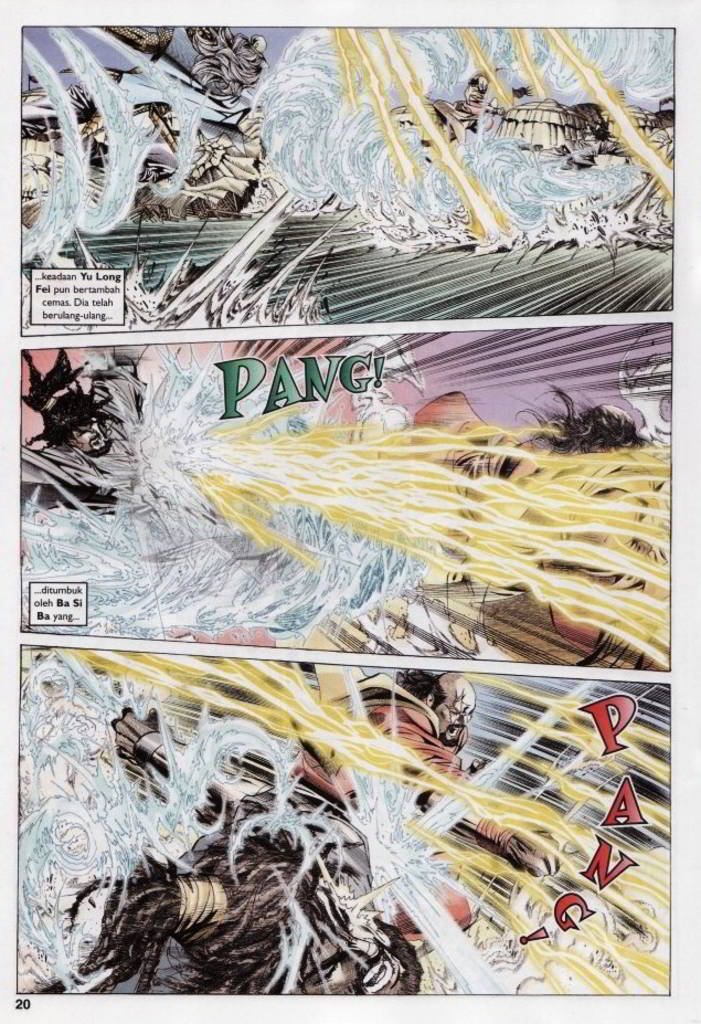 ...keadaan Yu Long
Fei pun bertambah
cemas. Dia telah
berulang-ulang...
PANG!
...ditumbuk
oleh Ba Si
Ba yang...
PANG!
20